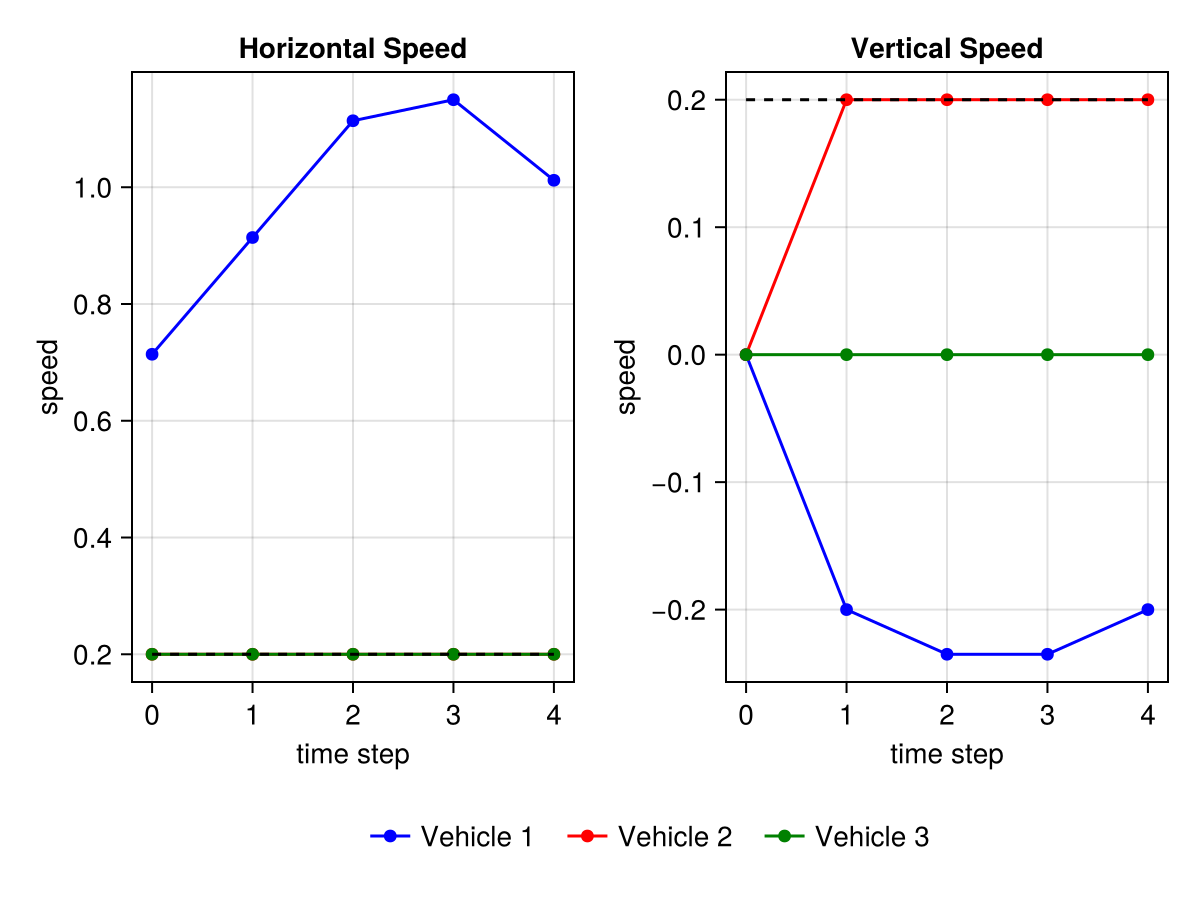 Horizontal Speed
1.0
0.8
0.6
0.4
0.2
speed
0 1 2 3 4
time step
Vertical Speed
0.2
0.1
0.0
−0.1
−0.2
speed
0 1 2 3 4
time step
Vehicle 1 Vehicle 2 Vehicle 3